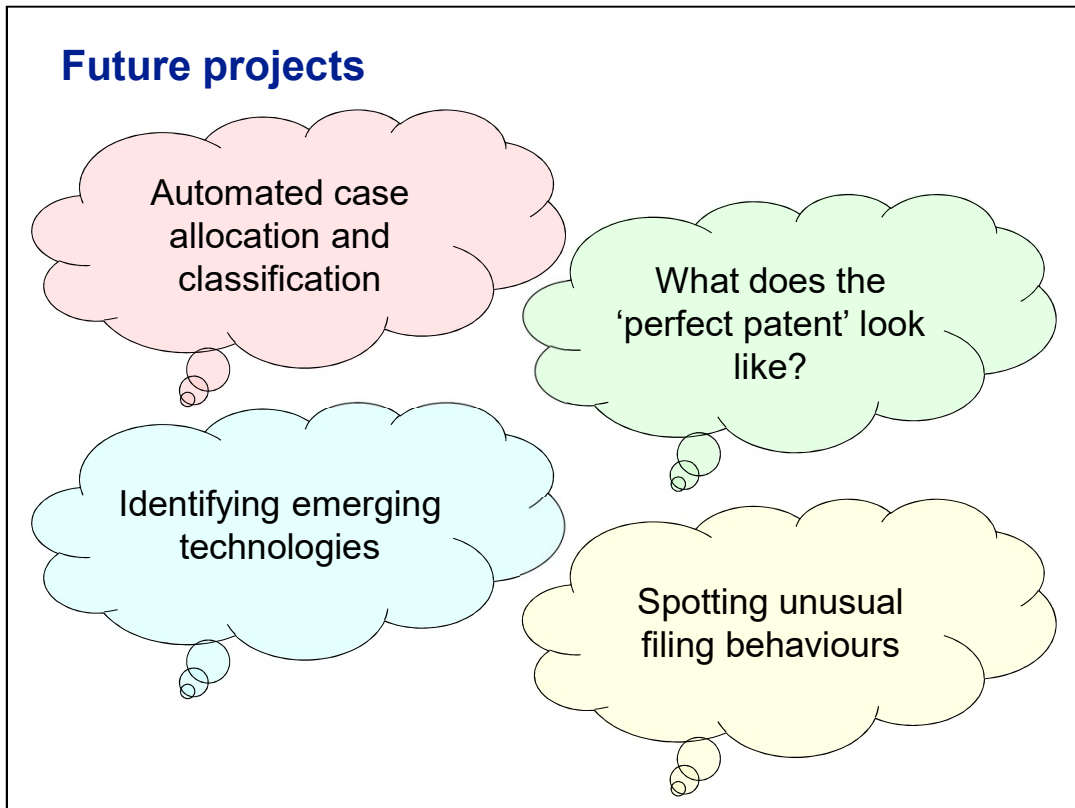 Future projects
Automated case
allocation and
classification
What does the
‘perfect patent’ look
like?
Identifying emerging
technologies
Spotting unusual
filing behaviours